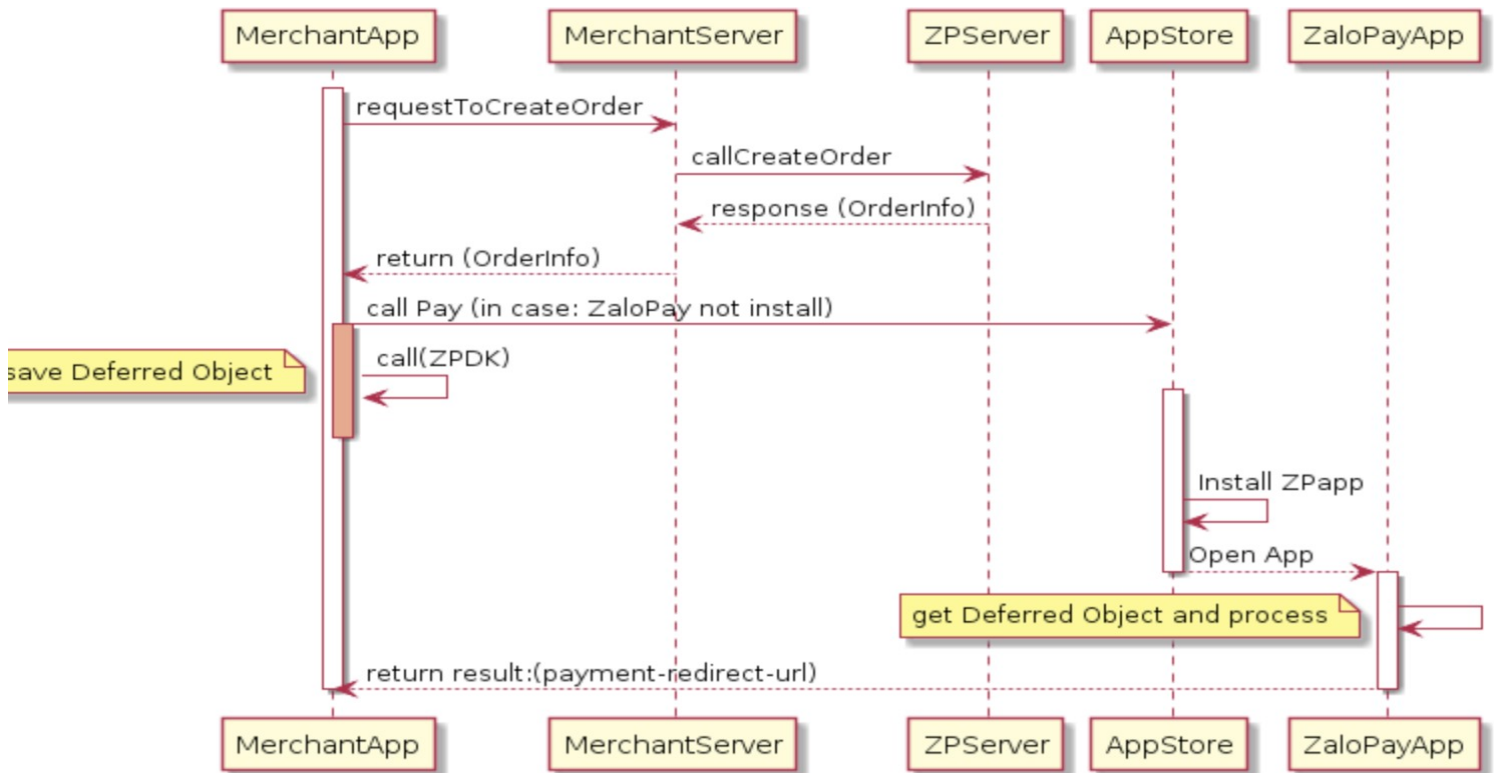 MerchantApp
MerchantServer
ZPServer
AppStore
ZaloPayApp
requestToCreateOrder
callCreateOrder
response (OrderInfo)
return (OrderInfo)
call Pay (in case: ZaloPay not install)
save Deferred Object
call(ZPDK)
Install ZPapp
Open App
get Deferred Object and process
return result:(payment-redirect-url)
MerchantApp
MerchantServer
ZPServer
AppStore
ZaloPayApp